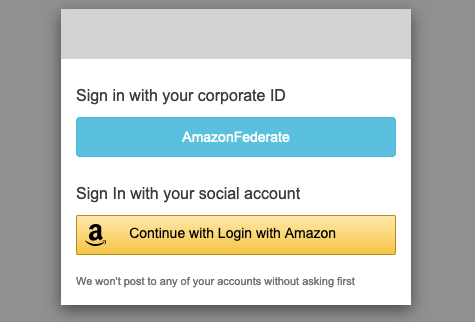 Sign in with your corporate ID
AmazonFederate
Sign In with your social account
Continue with Login with Amazon
We won't post to any of your accounts without asking first